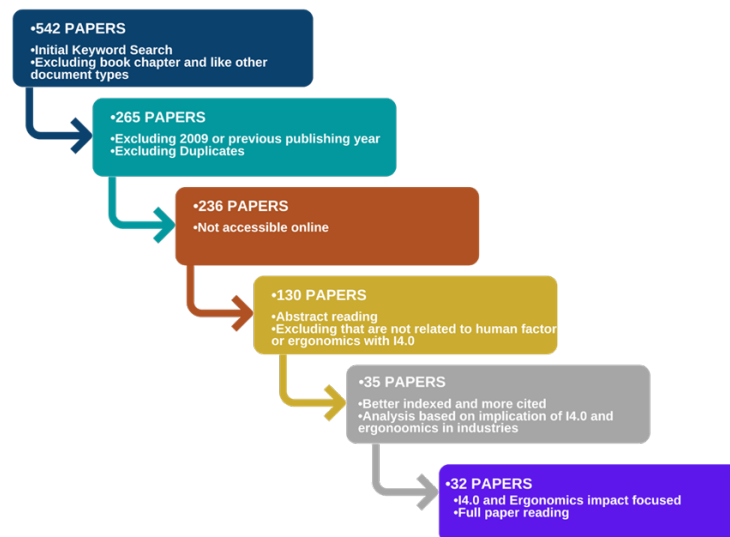 •542 PAPERS
•Initial Keyword Search
•Excluding book chapter and like other
document types
•265 PAPERS
•Excluding 2009 or previous publishing year
•Excluding Duplicates
•236 PAPERS
•Not accessible online
•130 PAPERS
•Abstract reading
•Excluding that are not related to human factor
or ergonomics with I4.0
•35 PAPERS
•Better indexed and more cited
•Analysis based on implication of I4.0 and
ergonoomics in industries
•32 PAPERS
•I4.0 and Ergonomics impact focused
•Full paper reading